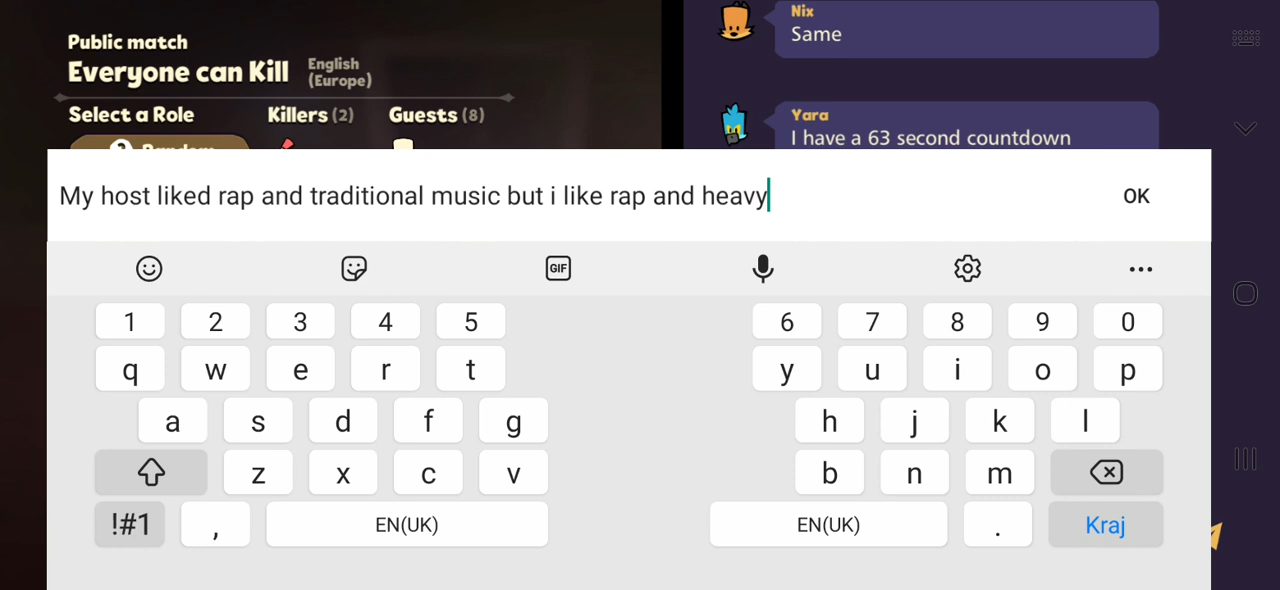 Public match
Everyone can Kill
English
(Europe)
Select a Role
Killers (2)
Guests (8)
Random
Nix
Same
Yara
I have a 63 second countdown
My host liked rap and traditional music but i like rap and heavy
OK
GIF
1 2 3 4 5 6 7 8 9 0
q w e r t y u i o p
a s d f g h j k l
z x c v b n m
!#1 , EN(UK) EN(UK) . Kraj